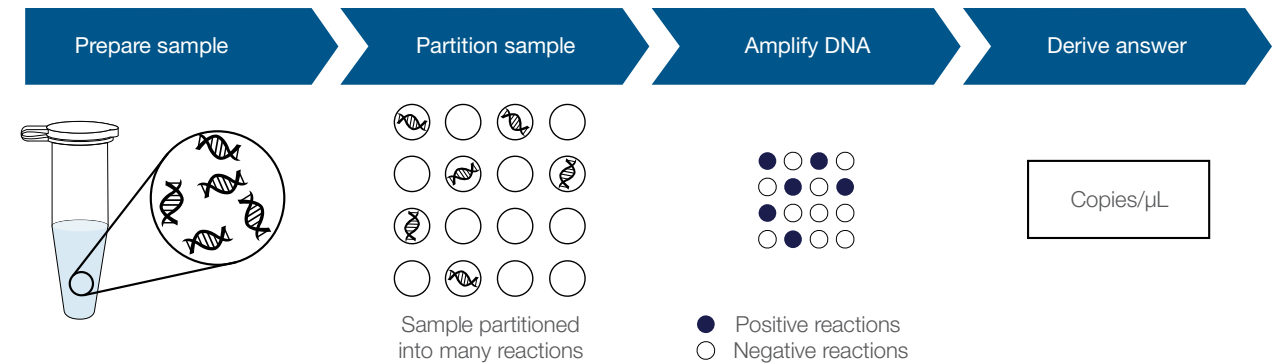 Prepare sample
Partition sample
Amplify DNA
Derive answer
Copies/µL
Sample partitioned
into many reactions
Positive reactions
Negative reactions